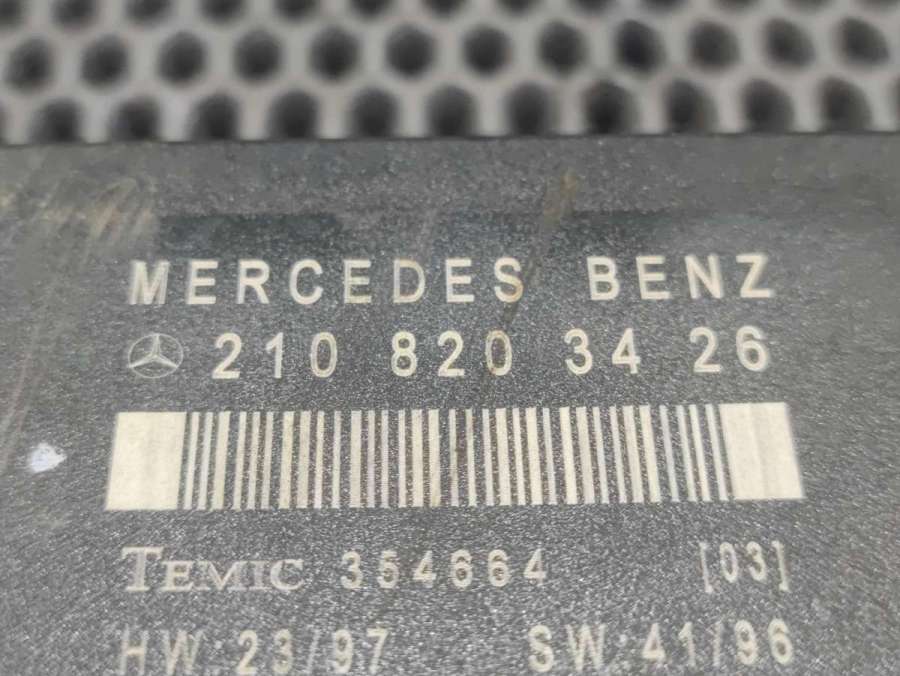 MERCEDES BENZ
210 820 34 26
TEMIC 354664 [03]
HW:23/97 SW:41/96